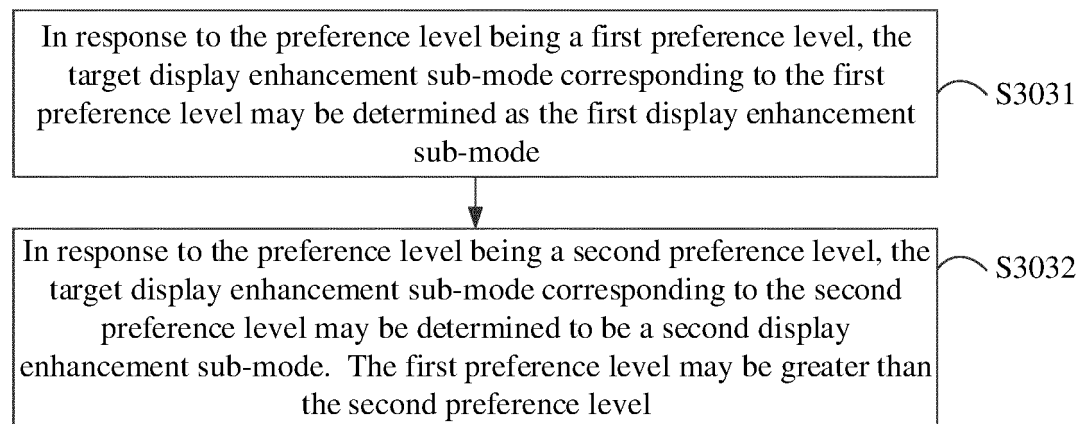 In response to the preference level being a first preference level, the
target display enhancement sub-mode corresponding to the first
preference level may be determined as the first display enhancement
sub-mode
S3031
In response to the preference level being a second preference level, the
target display enhancement sub-mode corresponding to the second
preference level may be determined to be a second display
enhancement sub-mode. The first preference level may be greater than
the second preference level
S3032